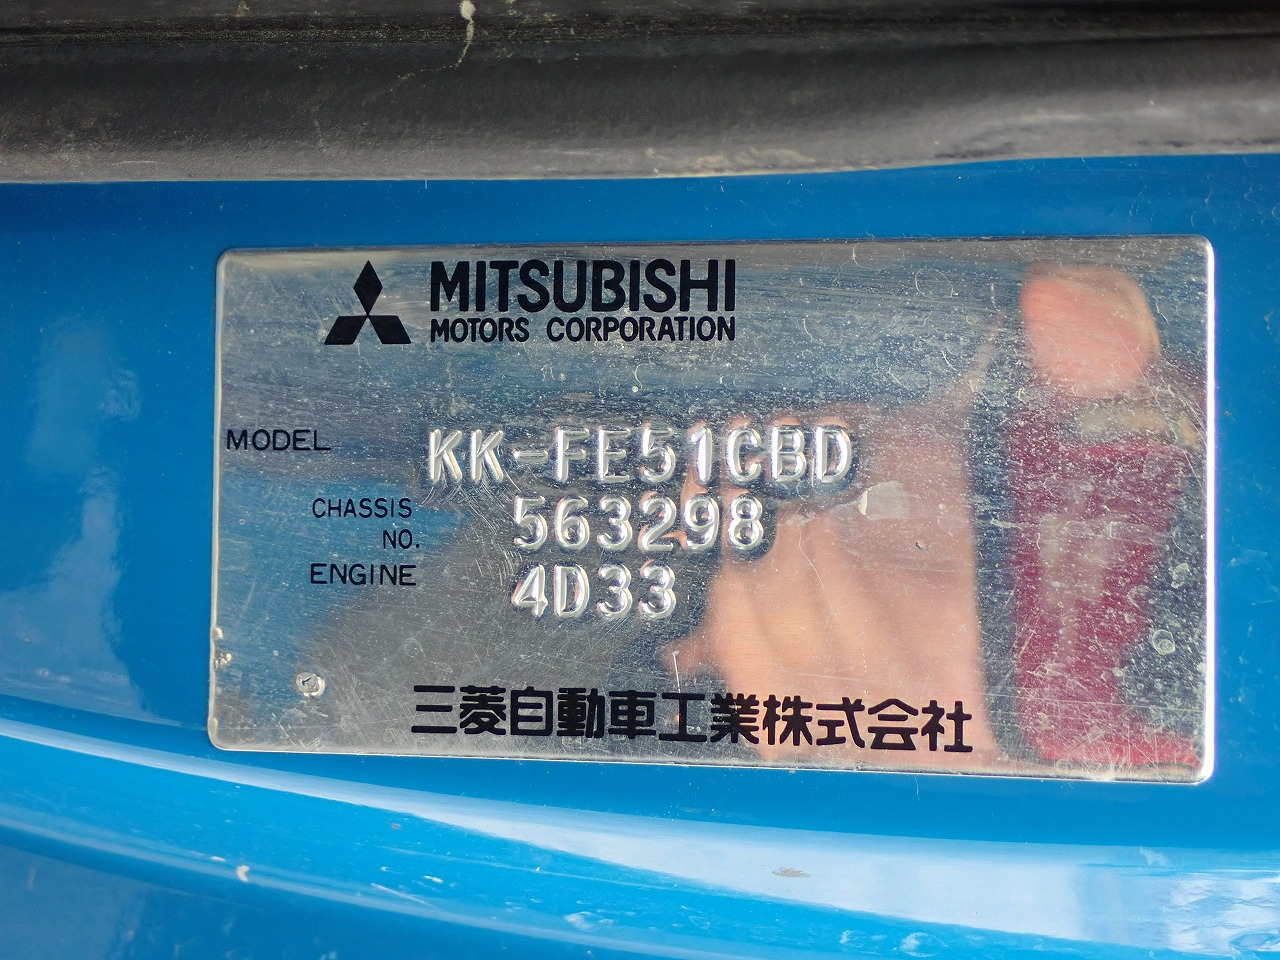 MITSUBISHI
MOTORS CORPORATION
MODEL KK-FE51CBD
CHASSIS NO. 563298
ENGINE 4D33
三菱自動車工業株式会社